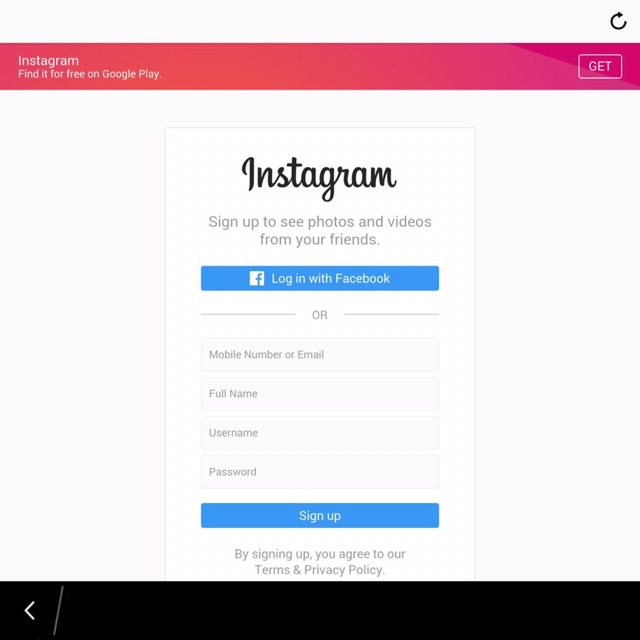 Instagram
Find it for free on Google Play.
GET
Instagram
Sign up to see photos and videos
from your friends.
Log in with Facebook
OR
Mobile Number or Email
Full Name
Username
Password
Sign up
By signing up, you agree to our
Terms & Privacy Policy.